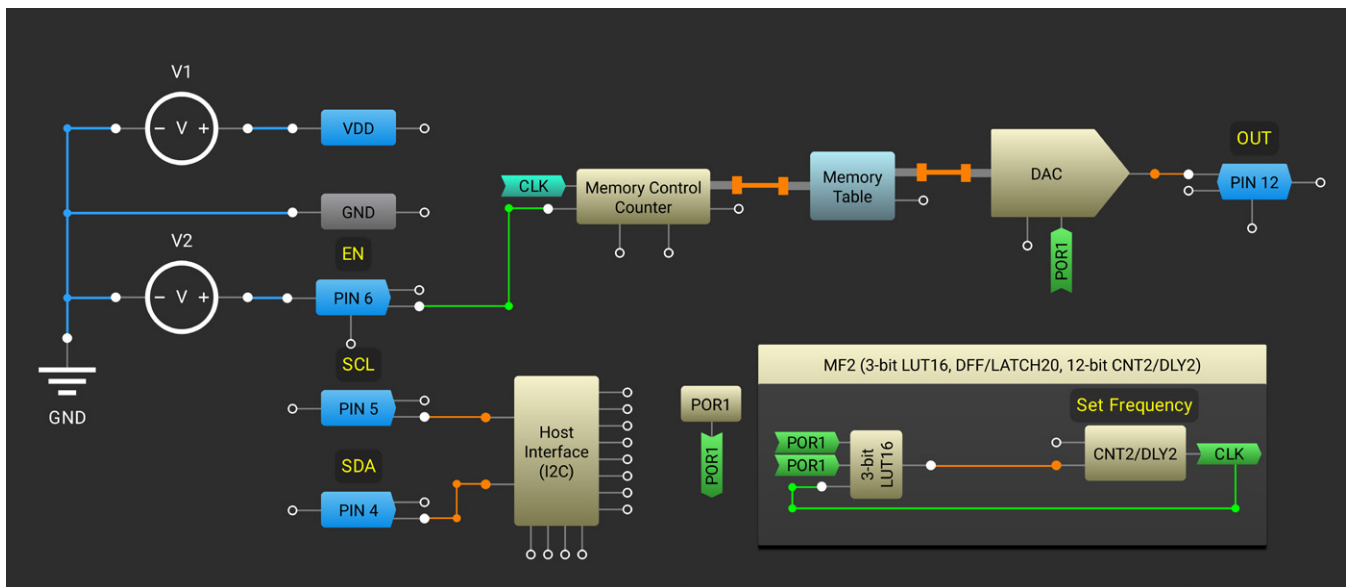 V1
− V +
VDD
GND
V2
− V +
EN
PIN 6
GND
SCL
PIN 5
SDA
PIN 4
Host
Interface
(I2C)
CLK
Memory Control
Counter
Memory
Table
DAC
POR1
OUT
PIN 12
POR1
POR1
MF2 (3-bit LUT16, DFF/LATCH20, 12-bit CNT2/DLY2)
Set Frequency
POR1
POR1
3-bit
LUT16
CNT2/DLY2
CLK